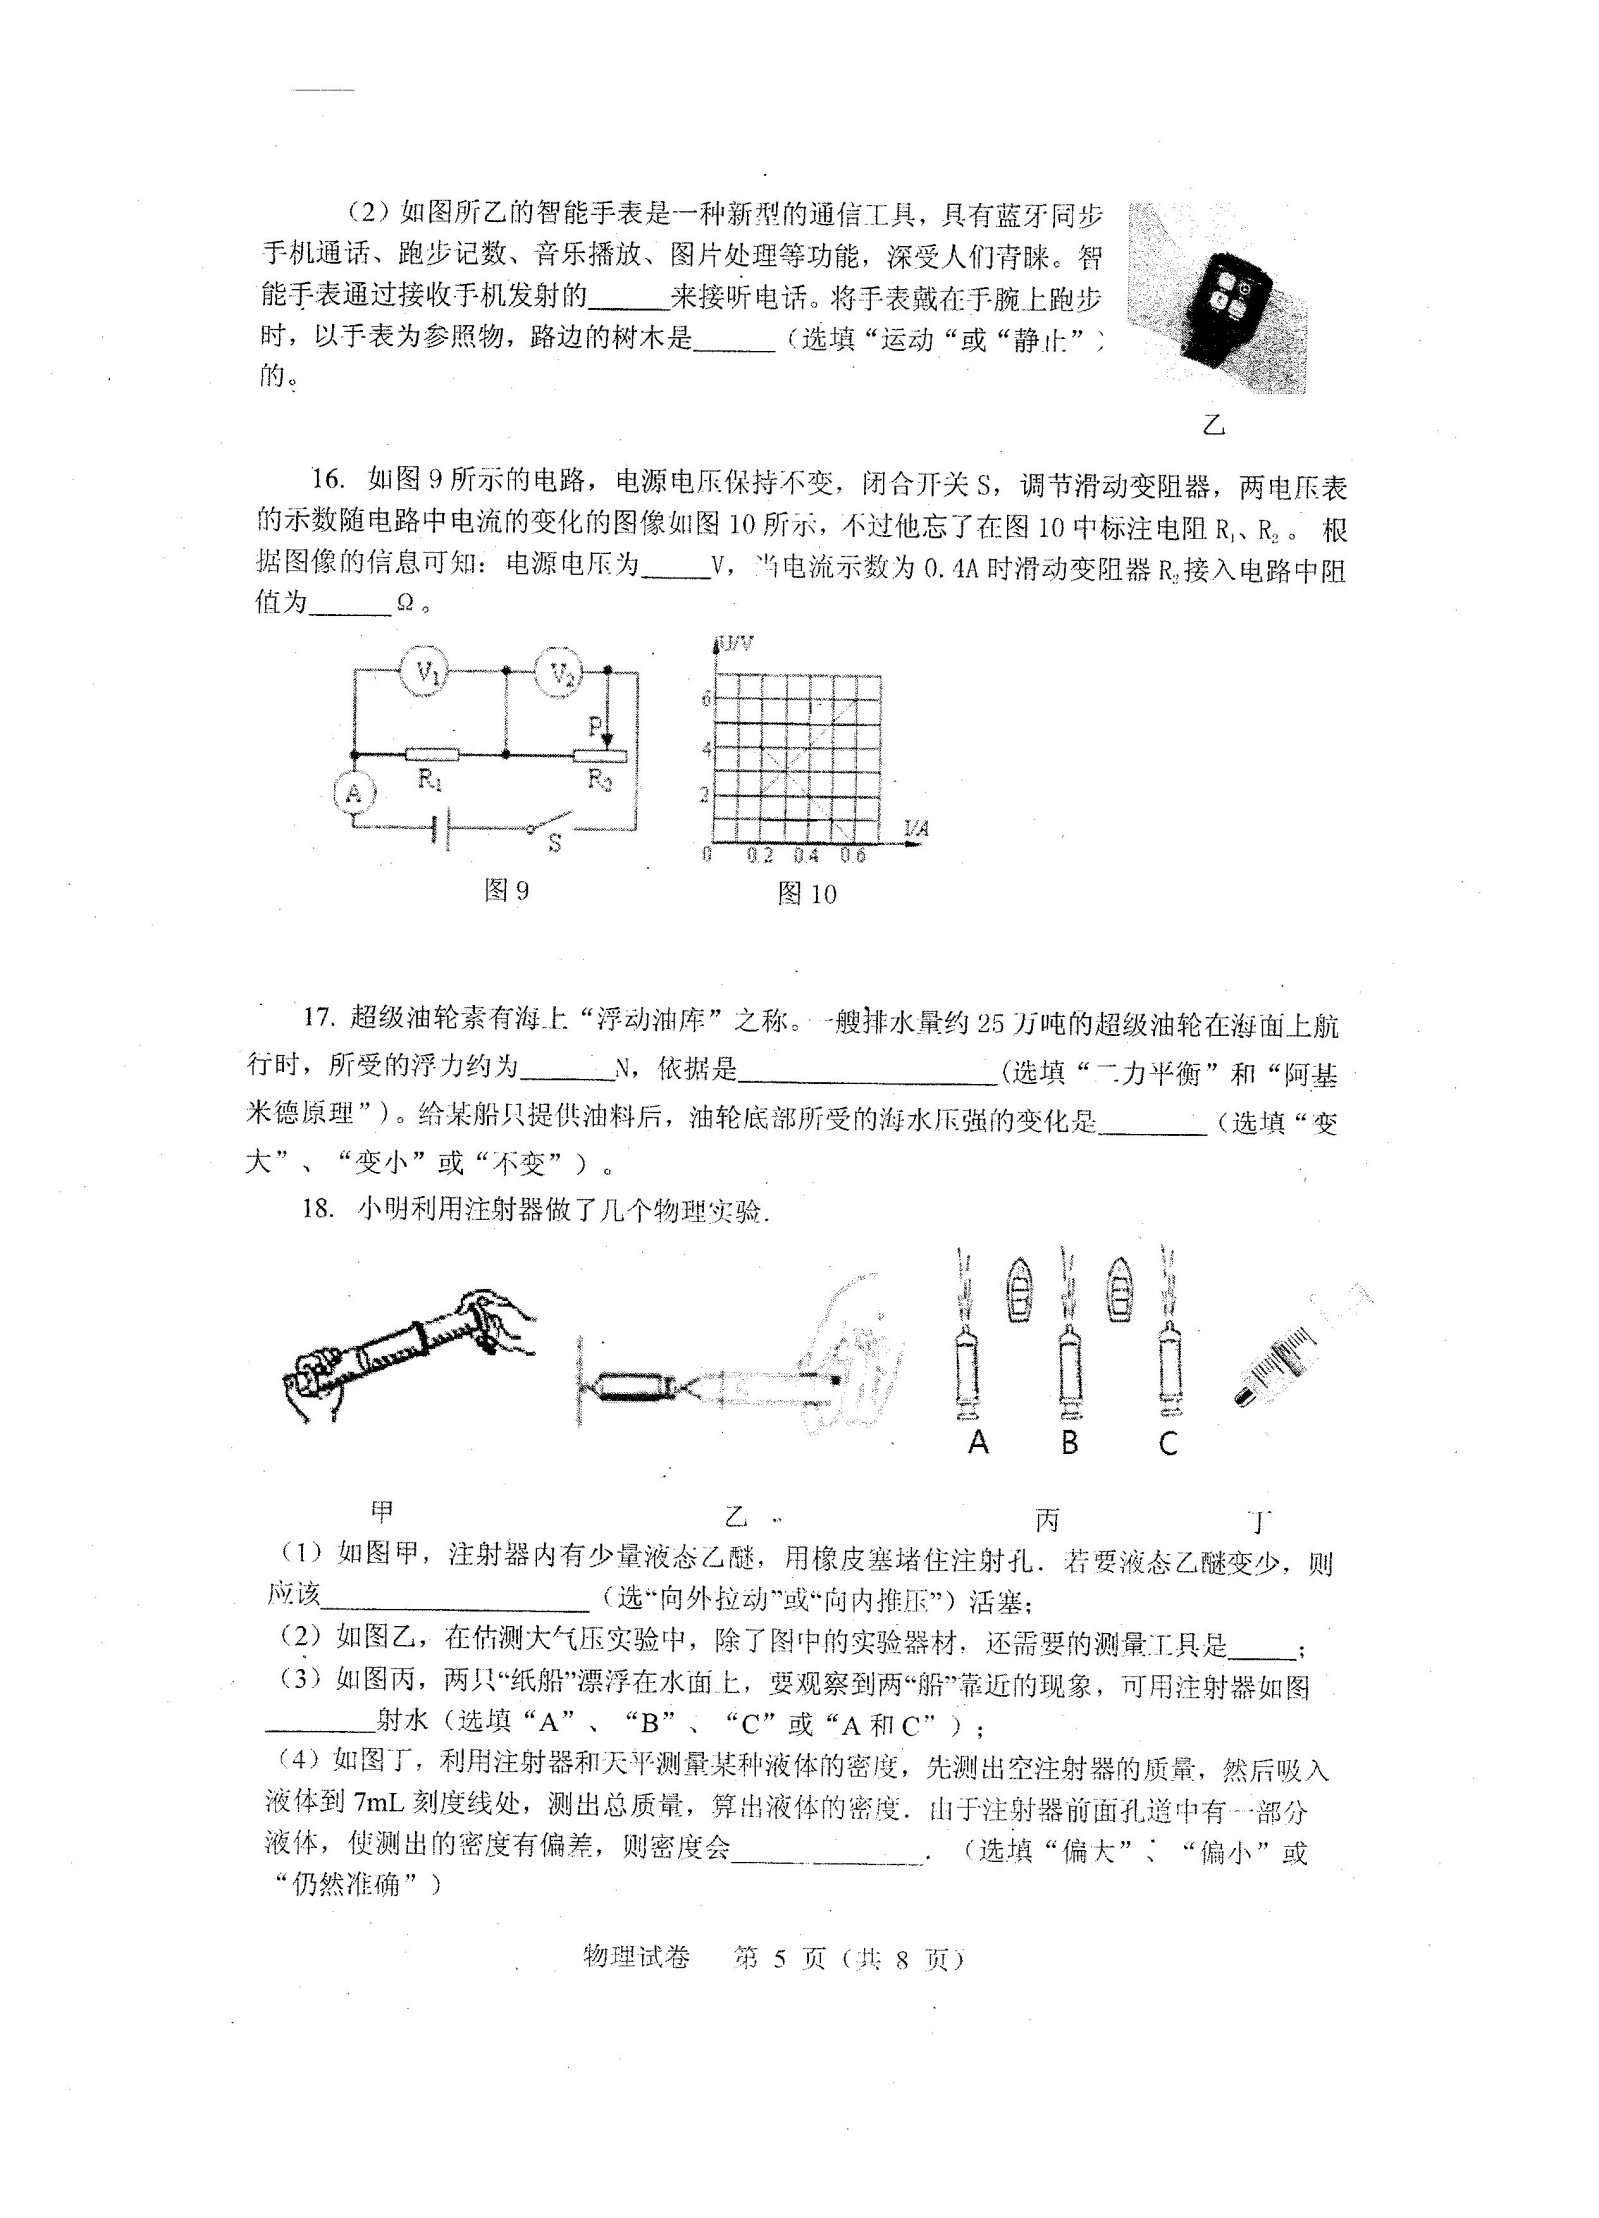 （2）如图所乙的智能手表是一种新型的通信工具，具有蓝牙同步
手机通话、跑步记数、音乐播放、图片处理等功能，深受人们青睐。智
能手表通过接收手机发射的______来接听电话。将手表戴在手腕上跑步
时，以手表为参照物，路边的树木是______（选填“运动“或“静止”）
的。
乙
16. 如图9所示的电路，电源电压保持不变，闭合开关S，调节滑动变阻器，两电压表
的示数随电路中电流的变化的图像如图10所示，不过他忘了在图10中标注电阻R₁、R₂。 根
据图像的信息可知：电源电压为_____V，当电流示数为0.4A时滑动变阻器R₂接入电路中阻
值为______Ω。
V₁ V₂
P
R₁ R₂
A
S
图9
U/V
6
4
2
0 0.2 0.4 0.6
I/A
图10
17. 超级油轮素有海上“浮动油库”之称。一艘排水量约25万吨的超级油轮在海面上航
行时，所受的浮力约为_______N，依据是___________________(选填“二力平衡”和“阿基
米德原理”)。给某船只提供油料后，油轮底部所受的海水压强的变化是________（选填“变
大”、“变小”或“不变”）。
18. 小明利用注射器做了几个物理实验.
A B C
甲 乙 丙 丁
（1）如图甲，注射器内有少量液态乙醚，用橡皮塞堵住注射孔．若要液态乙醚变少，则
应该____________________（选“向外拉动”或“向内推压”）活塞；
（2）如图乙，在估测大气压实验中，除了图中的实验器材，还需要的测量工具是_____；
（3）如图丙，两只“纸船”漂浮在水面上，要观察到两“船”靠近的现象，可用注射器如图
________射水（选填“A”、“B”、“C”或“A和C”）；
（4）如图丁，利用注射器和天平测量某种液体的密度，先测出空注射器的质量，然后吸入
液体到7mL刻度线处，测出总质量，算出液体的密度．由于注射器前面孔道中有一部分
液体，使测出的密度有偏差，则密度会______________．（选填“偏大”、“偏小”或
“仍然准确”）
物理试卷 第 5 页（共 8 页）